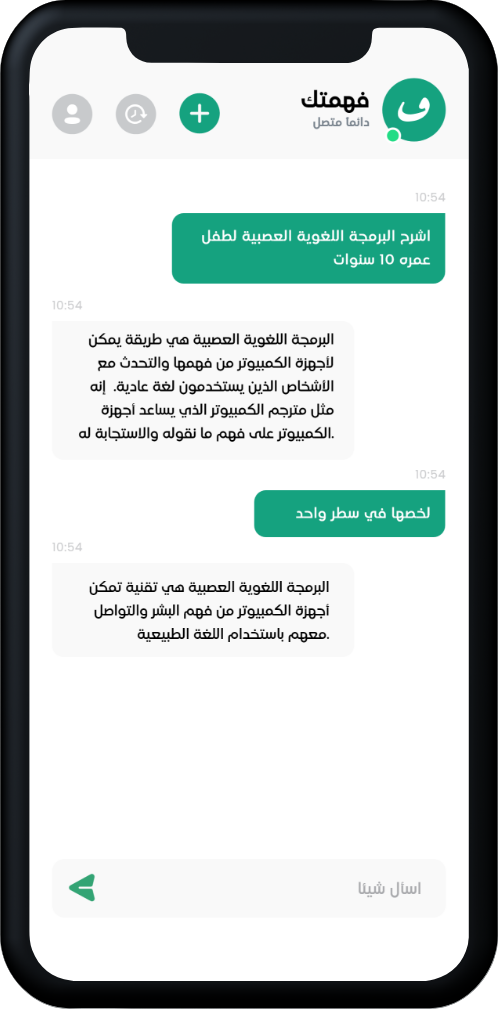 ف
فهمتك
دائما متصل
10:54
اشرح البرمجة اللغوية العصبية لطفل
عمره 10 سنوات
10:54
البرمجة اللغوية العصبية هي طريقة يمكن
لأجهزة الكمبيوتر من فهمها والتحدث مع
الأشخاص الذين يستخدمون لغة عادية. إنه
مثل مترجم الكمبيوتر الذي يساعد أجهزة
.الكمبيوتر على فهم ما نقوله والاستجابة له
10:54
لخصها في سطر واحد
10:54
البرمجة اللغوية العصبية هي تقنية تمكن
أجهزة الكمبيوتر من فهم البشر والتواصل
.معهم باستخدام اللغة الطبيعية
اسأل شيئا